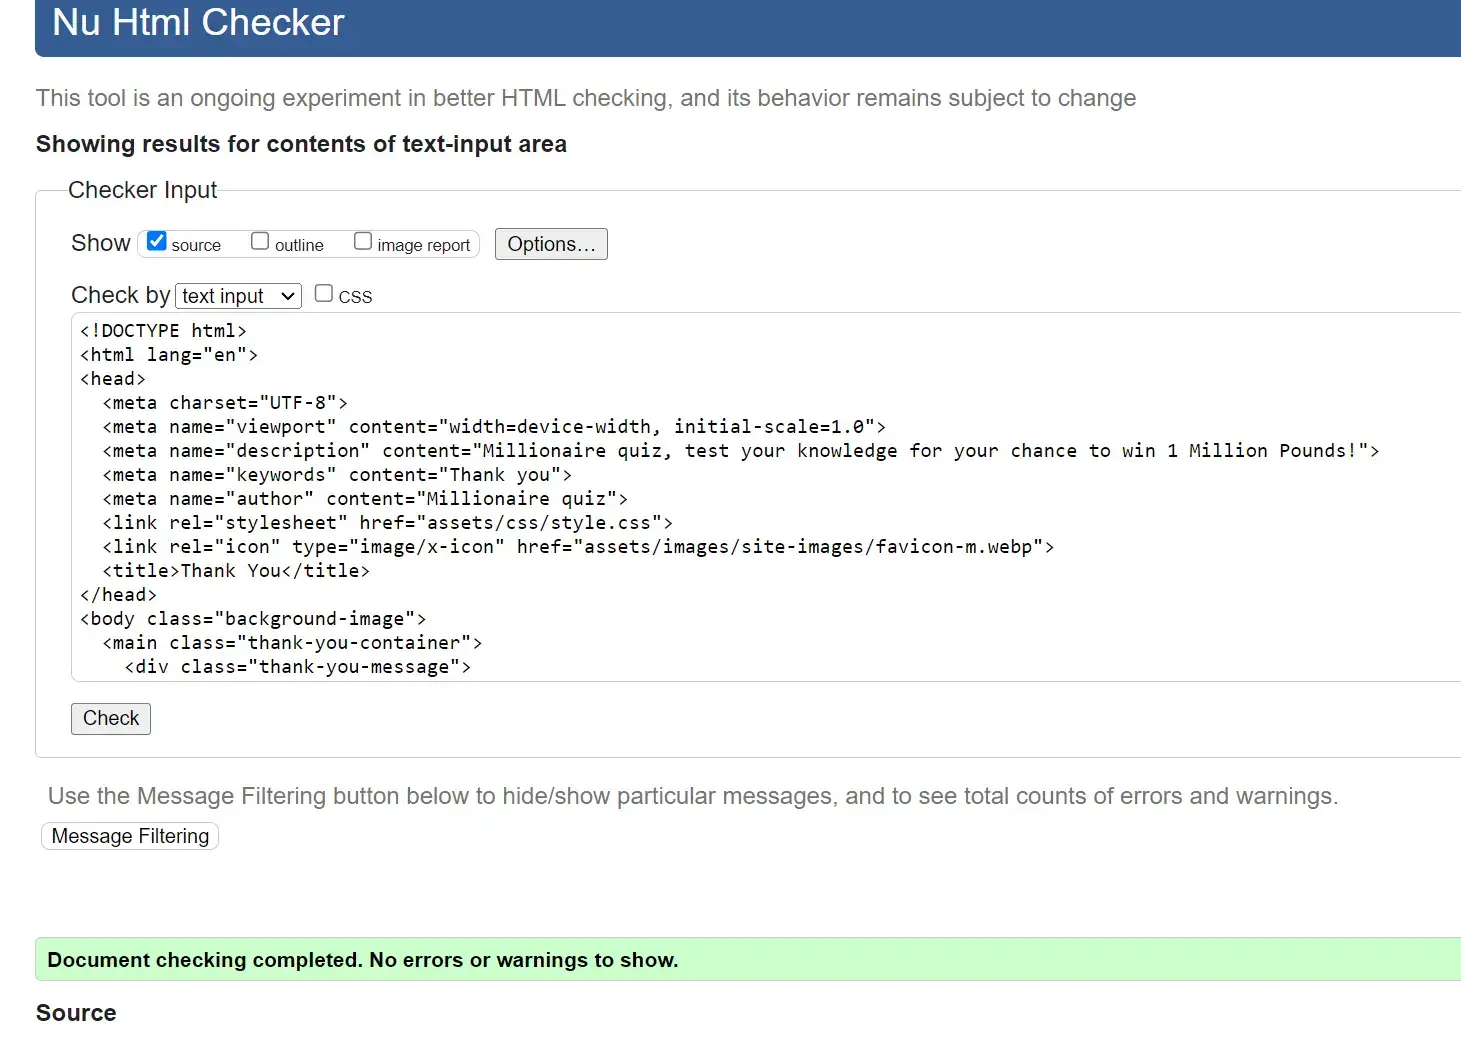 Nu Html Checker
This tool is an ongoing experiment in better HTML checking, and its behavior remains subject to change
Showing results for contents of text-input area
Checker Input
Show source outline image report Options...
Check by text input CSS
<!DOCTYPE html>
<html lang="en">
<head>
  <meta charset="UTF-8">
  <meta name="viewport" content="width=device-width, initial-scale=1.0">
  <meta name="description" content="Millionaire quiz, test your knowledge for your chance to win 1 Million Pounds!">
  <meta name="keywords" content="Thank you">
  <meta name="author" content="Millionaire quiz">
  <link rel="stylesheet" href="assets/css/style.css">
  <link rel="icon" type="image/x-icon" href="assets/images/site-images/favicon-m.webp">
  <title>Thank You</title>
</head>
<body class="background-image">
  <main class="thank-you-container">
    <div class="thank-you-message">
Check
Use the Message Filtering button below to hide/show particular messages, and to see total counts of errors and warnings.
Message Filtering
Document checking completed. No errors or warnings to show.
Source